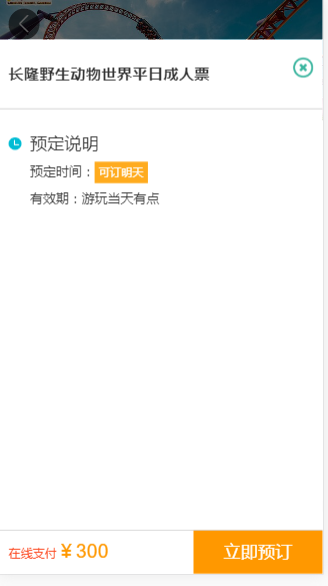 长隆野生动物世界平日成人票
预定说明
预定时间：可订明天
有效期：游玩当天有点
在线支付 ¥ 300
立即预订